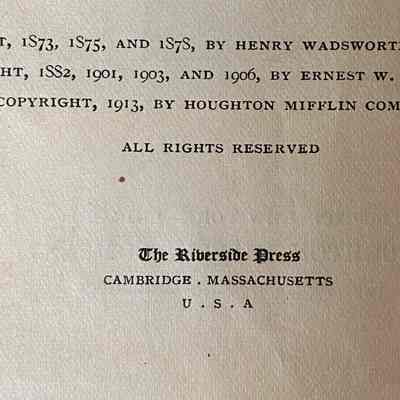 T, 1873, 1875, AND 1878, BY HENRY WADSWORT
HT, 1882, 1901, 1903, AND 1906, BY ERNEST W.
COPYRIGHT, 1913, BY HOUGHTON MIFFLIN COM
ALL RIGHTS RESERVED
The Riverside Press
CAMBRIDGE . MASSACHUSETTS
U . S . A